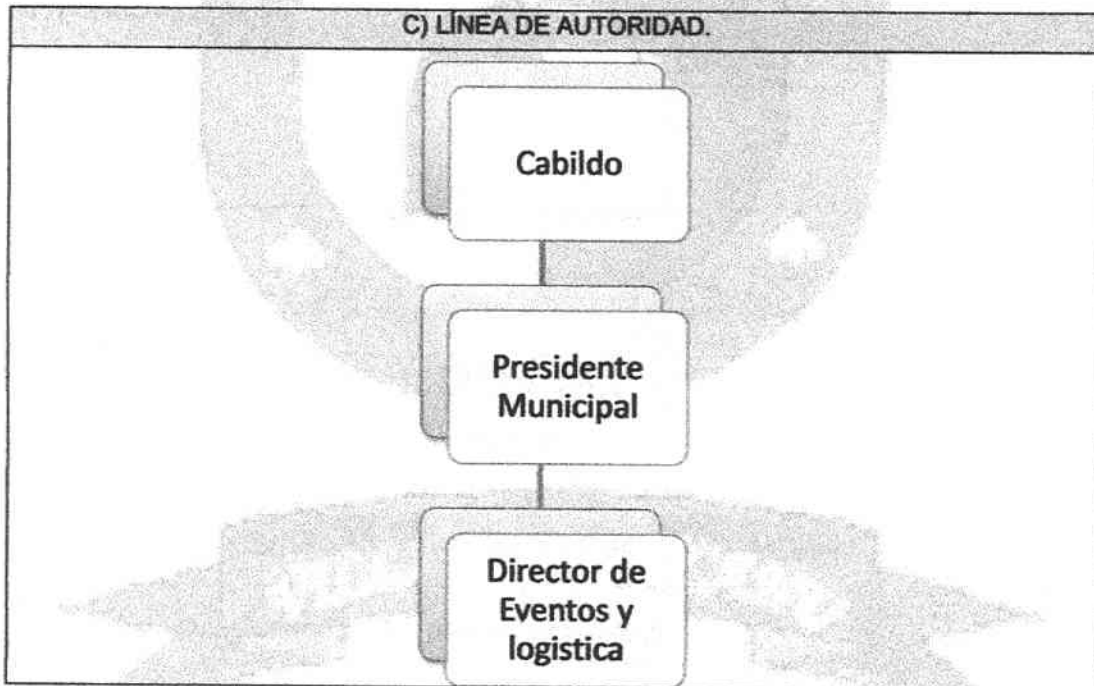 C) LÍNEA DE AUTORIDAD.
Cabildo
Presidente
Municipal
Director de
Eventos y
logistica